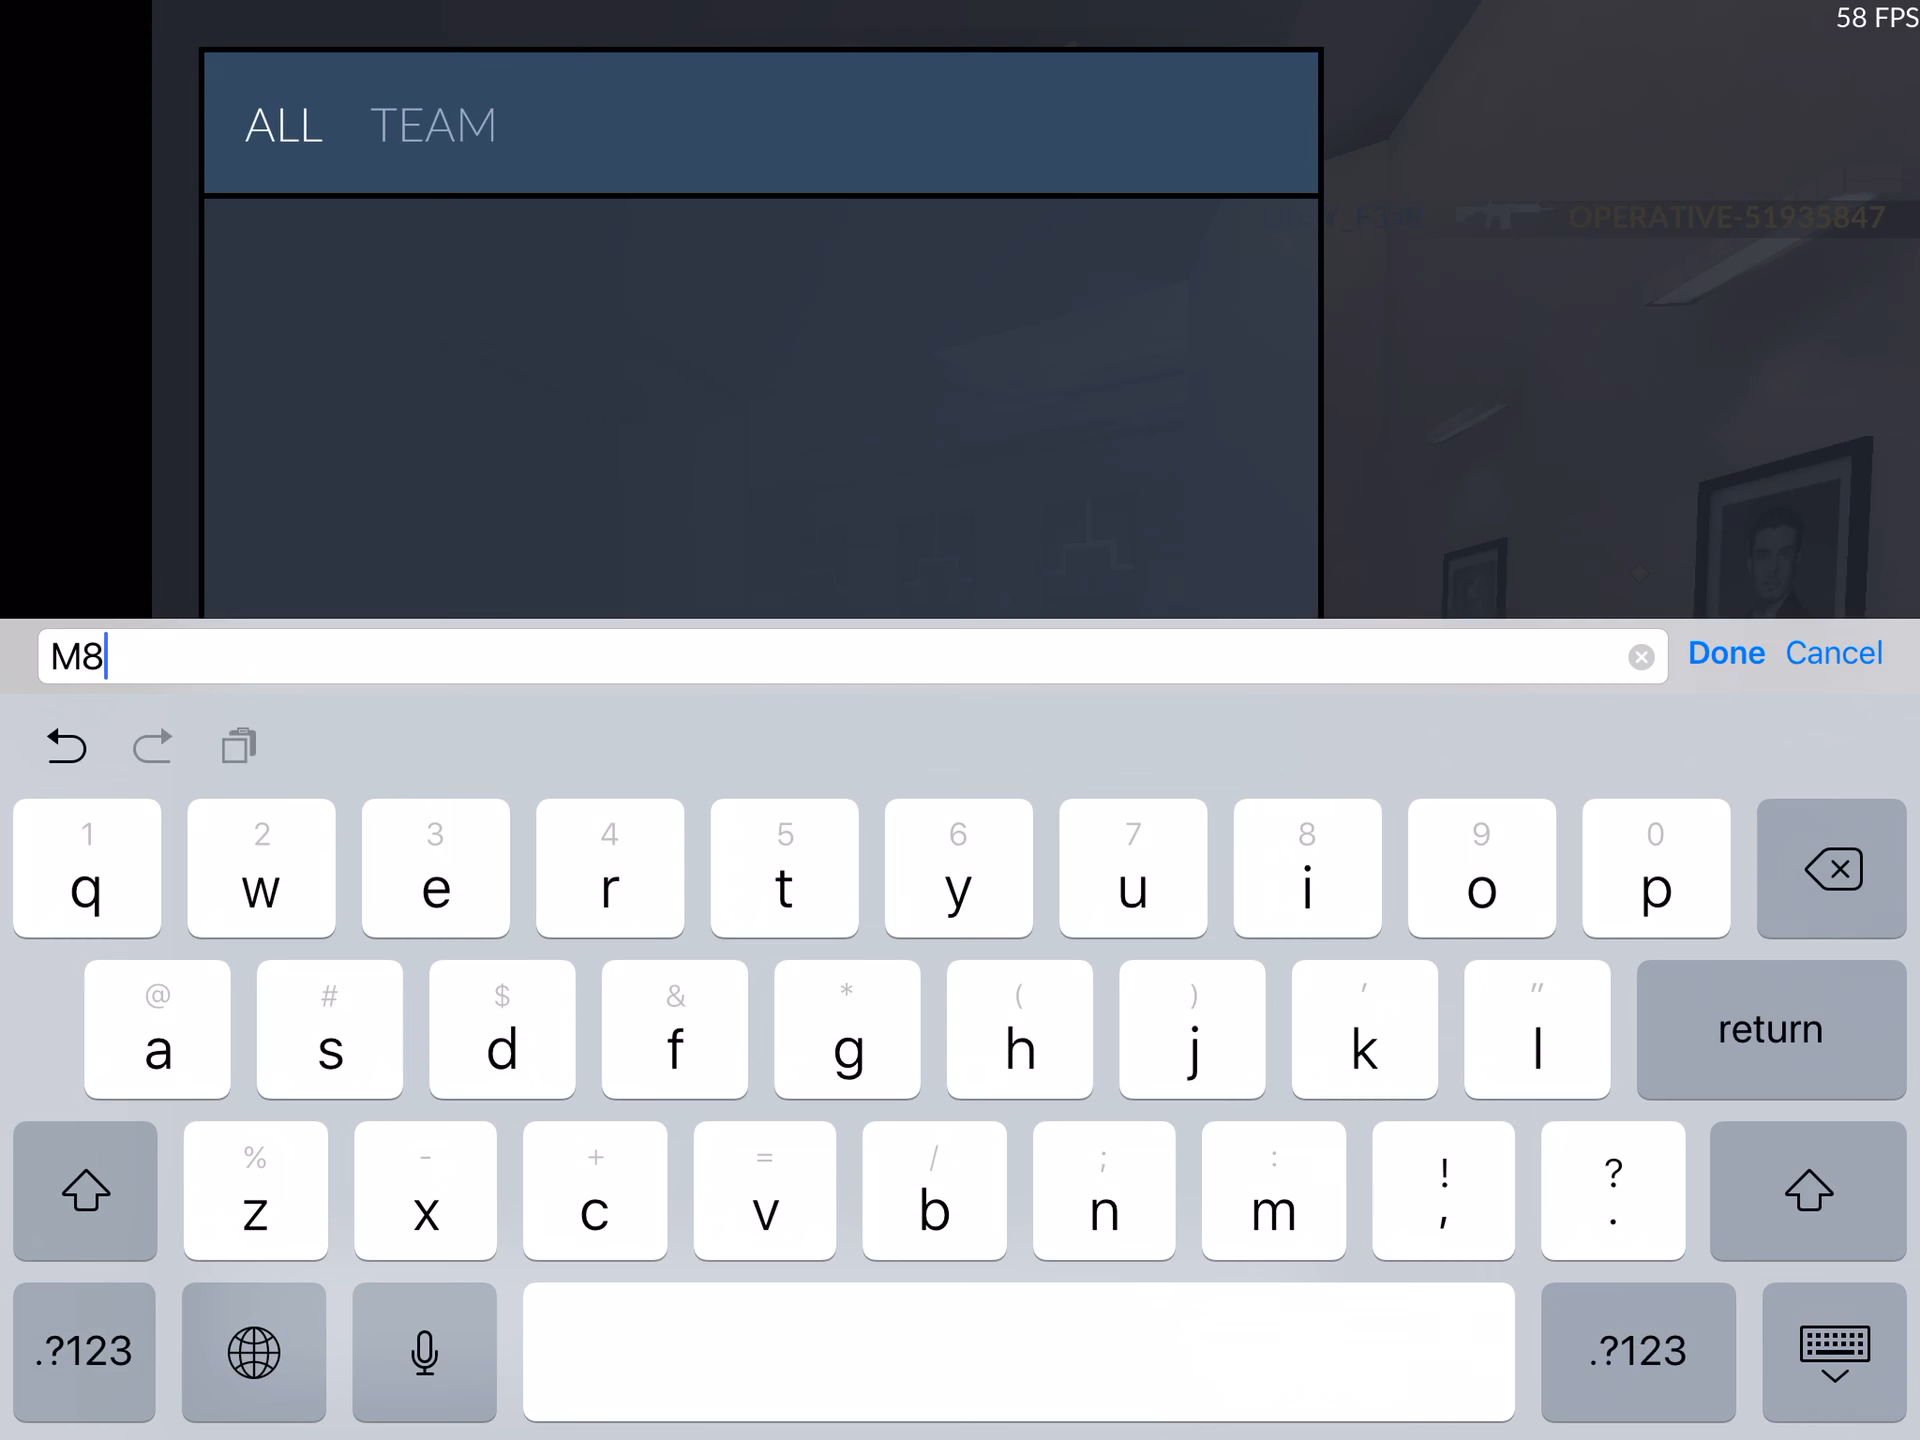 58 FPS
ALL TEAM
OPERATIVE-51935847
M8
Done Cancel
1 2 3 4 5 6 7 8 9 0
q w e r t y u i o p
@ # $ & * ( ) ' "
a s d f g h j k l return
% - + = / ; : ! ?
z x c v b n m , .
.?123 .?123